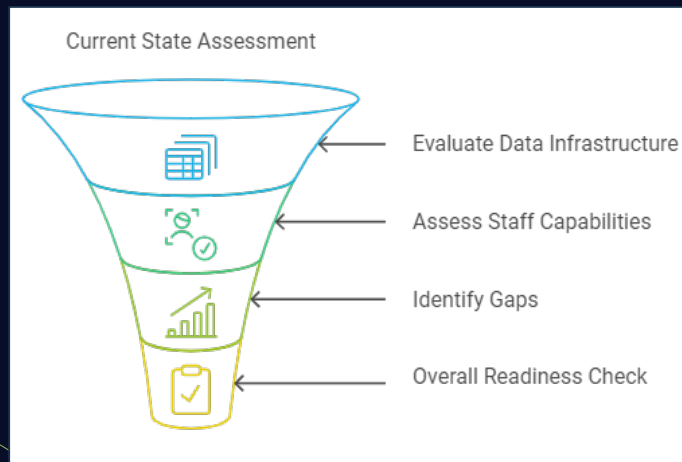 Current State Assessment
Evaluate Data Infrastructure
Assess Staff Capabilities
Identify Gaps
Overall Readiness Check